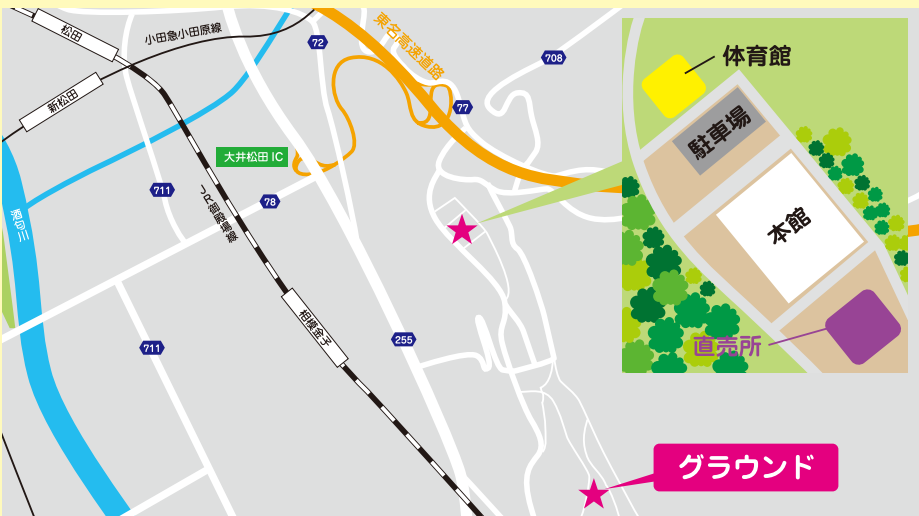 松田
小田急小田原線
新松田
72
東名高速道路
708
77
大井松田 IC
711
78
酒匂川
JR御殿場線
相模金子
711
255
体育館
駐車場
本館
直売所
グラウンド